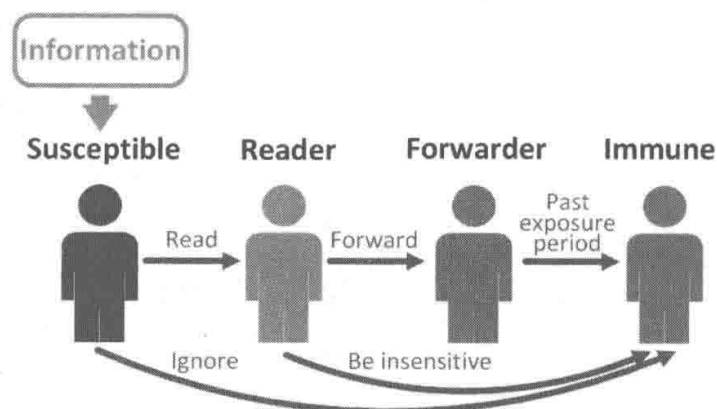 Information
Susceptible Reader Forwarder Immune
Read
Forward
Past
exposure
period
Ignore
Be insensitive